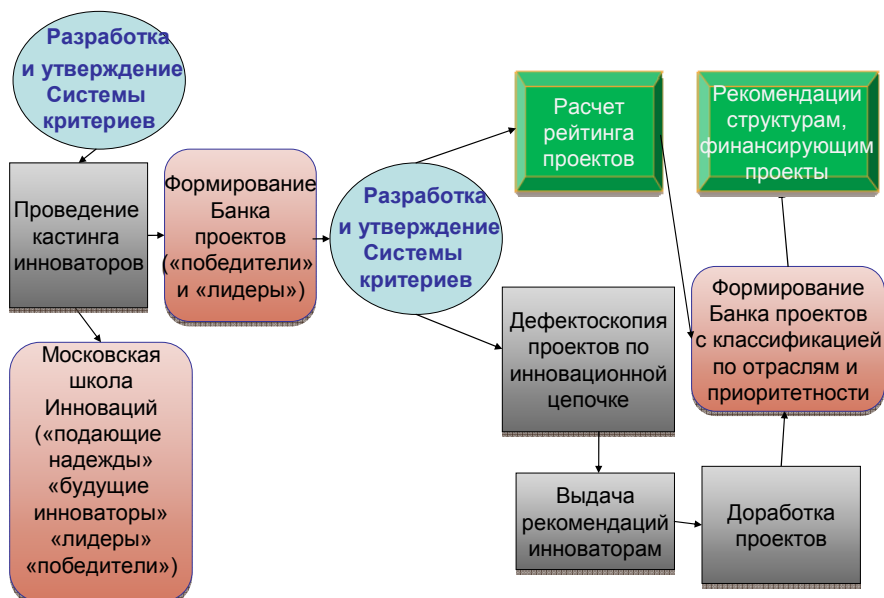 Разработка
и утверждение
Системы
критериев
Проведение
кастинга
инноваторов
Формирование
Банка
проектов
(«победители»
и «лидеры»)
Московская
школа
Инноваций
(«подающие
надежды»
«будущие
инноваторы»
«лидеры»
«победители»)
Разработка
и утверждение
Системы
критериев
Расчет
рейтинга
проектов
Дефектоскопия
проектов по
инновационной
цепочке
Выдача
рекомендаций
инноваторам
Доработка
проектов
Формирование
Банка проектов
с классификацией
по отраслям и
приоритетности
Рекомендации
структурам,
финансирующим
проекты